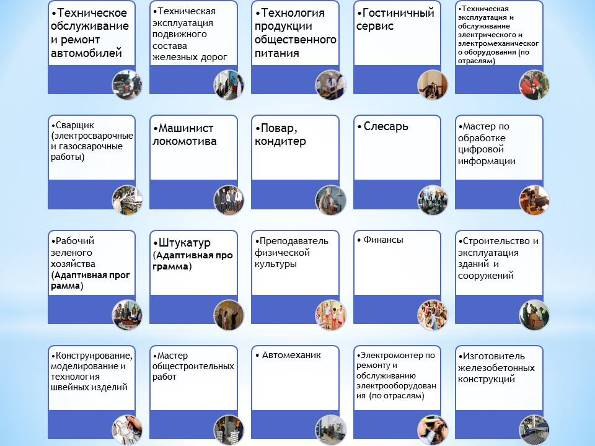 •Техническое
обслуживание
и ремонт
автомобилей
•Техническая
эксплуатация
подвижного
состава
железных дорог
•Технология
продукции
общественного
питания
•Гостиничный
сервис
•Техническая
эксплуатация и
обслуживание
электрического и
электромеханическог
о оборудования (по
отраслям)
•Сварщик
(электросварочные
и газосварочные
работы)
•Машинист
локомотива
•Повар,
кондитер
•Слесарь
•Мастер по
обработке
цифровой
информации
•Рабочий
зеленого
хозяйства
(Адаптивная прог
рамма)
•Штукатур
(Адаптивная про
грамма)
•Преподаватель
физической
культуры
• Финансы
•Строительство и
эксплуатация
зданий и
сооружений
•Конструирование,
моделирование и
технология
швейных изделий
•Мастер
общестроительных
работ
• Автомеханик
•Электромонтер по
ремонту и
обслуживанию
электрооборудован
ия (по отраслям)
•Изготовитель
железобетонных
конструкций